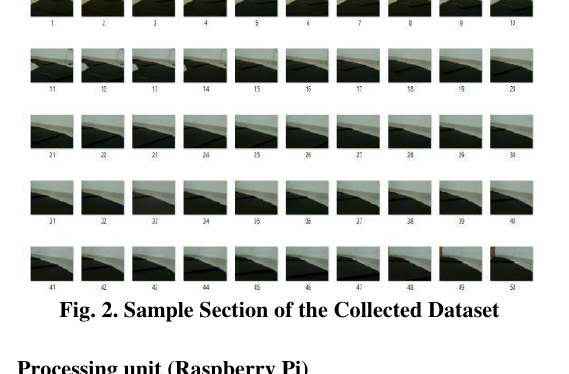 1 2 3 4 5 6 7 8 9 10
11 12 13 14 15 16 17 18 19 20
21 22 23 24 25 26 27 28 29 30
31 32 33 34 35 36 37 38 39 40
41 42 43 44 45 46 47 48 49 50
Fig. 2. Sample Section of the Collected Dataset
Processing unit (Raspberry Pi)